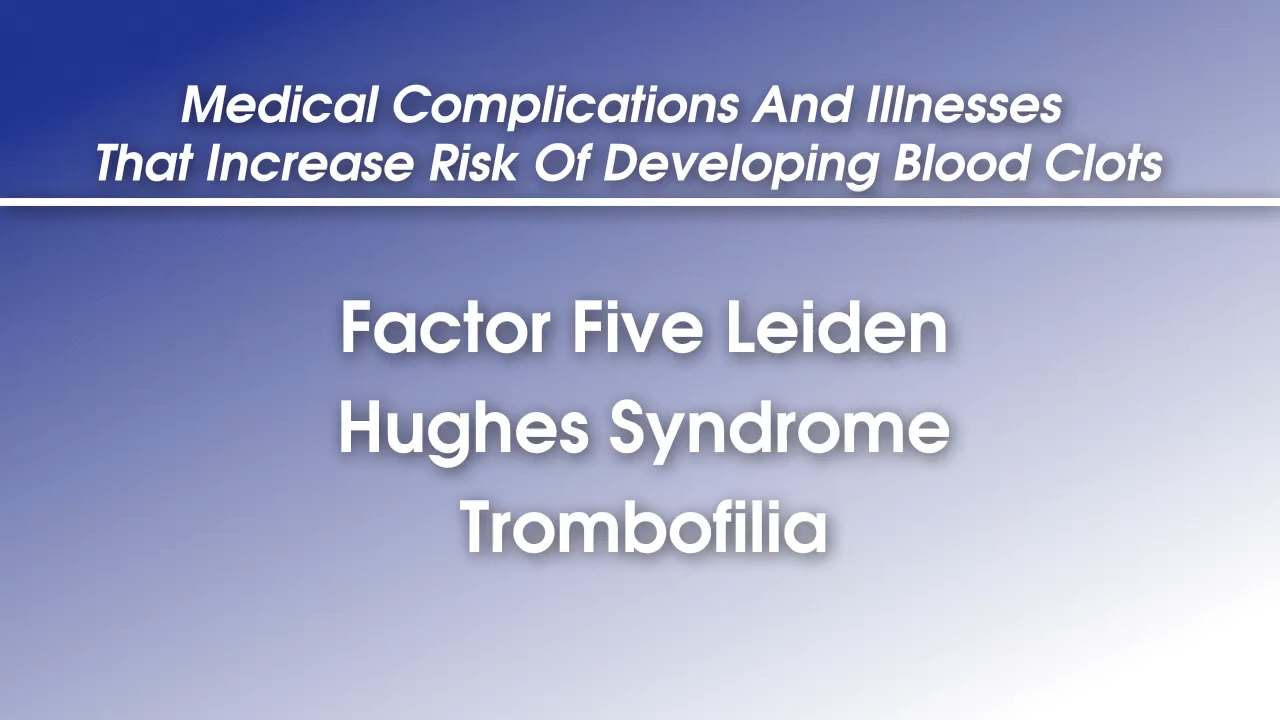 Medical Complications And Illnesses
That Increase Risk Of Developing Blood Clots
Factor Five Leiden
Hughes Syndrome
Trombofilia